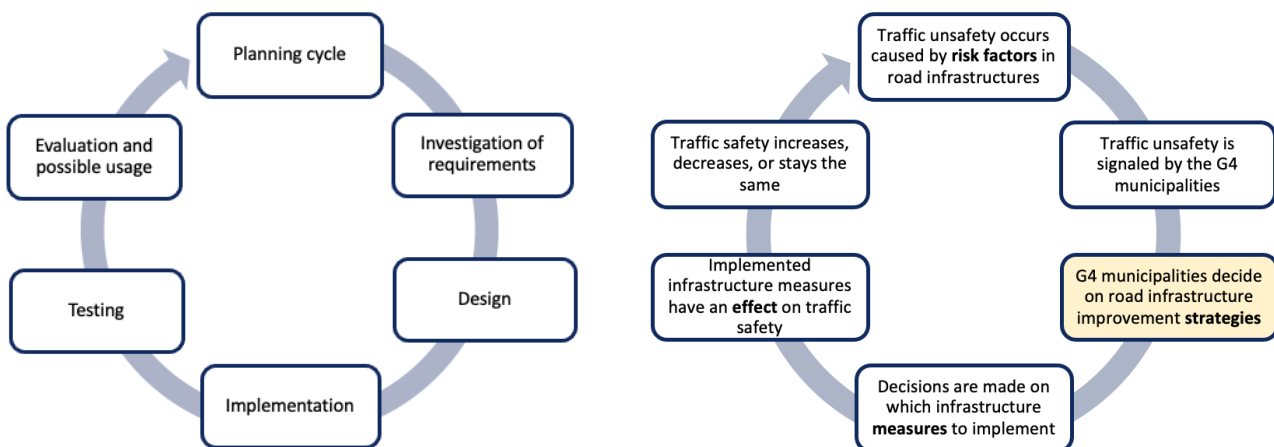 Planning cycle
Investigation of
requirements
Design
Implementation
Testing
Evaluation and
possible usage
Traffic unsafety occurs
caused by risk factors in
road infrastructures
Traffic unsafety is
signaled by the G4
municipalities
G4 municipalities decide
on road infrastructure
improvement strategies
Decisions are made on
which infrastructure
measures to implement
Implemented
infrastructure measures
have an effect on traffic
safety
Traffic safety increases,
decreases, or stays the
same